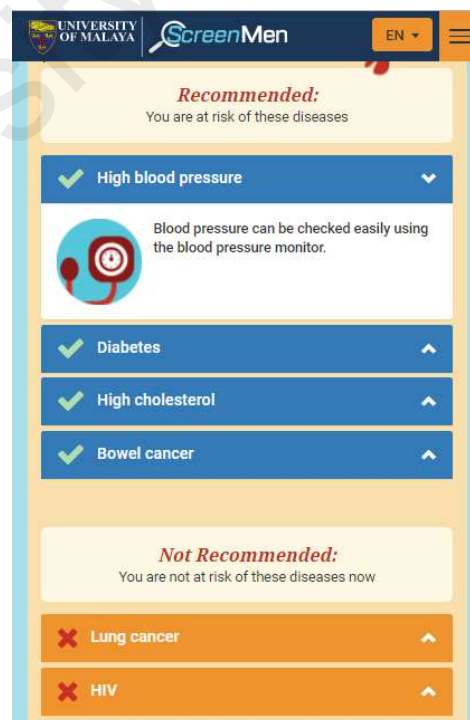 UNIVERSITY
OF MALAYA
ScreenMen
EN
Recommended:
You are at risk of these diseases
High blood pressure
Blood pressure can be checked easily using
the blood pressure monitor.
Diabetes
High cholesterol
Bowel cancer
Not Recommended:
You are not at risk of these diseases now
Lung cancer
HIV